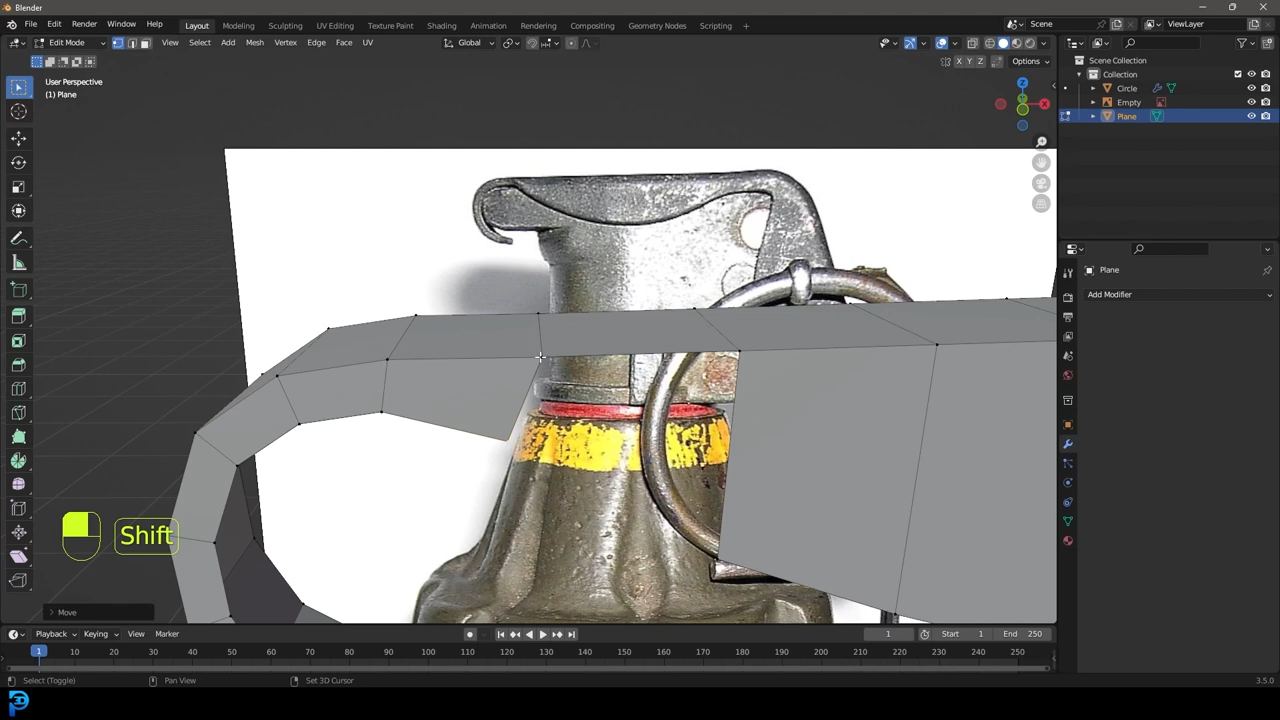 Blender
File Edit Render Window Help
Layout Modeling Sculpting UV Editing Texture Paint Shading Animation Rendering Compositing Geometry Nodes Scripting +
Scene
ViewLayer
Edit Mode View Select Add Mesh Vertex Edge Face UV
Global
X Y Z Options
User Perspective
(1) Plane
Z
X
Scene Collection
Collection
Circle
Empty
Plane
Plane
Add Modifier
Shift
Move
Playback Keying View Marker
1 Start 1 End 250
1 10 20 30 40 50 60 70 80 90 100 110 120 130 140 150 160 170 180 190 200 210 220 230 240 250
Select (Toggle) Pan View Set 3D Cursor 3.5.0